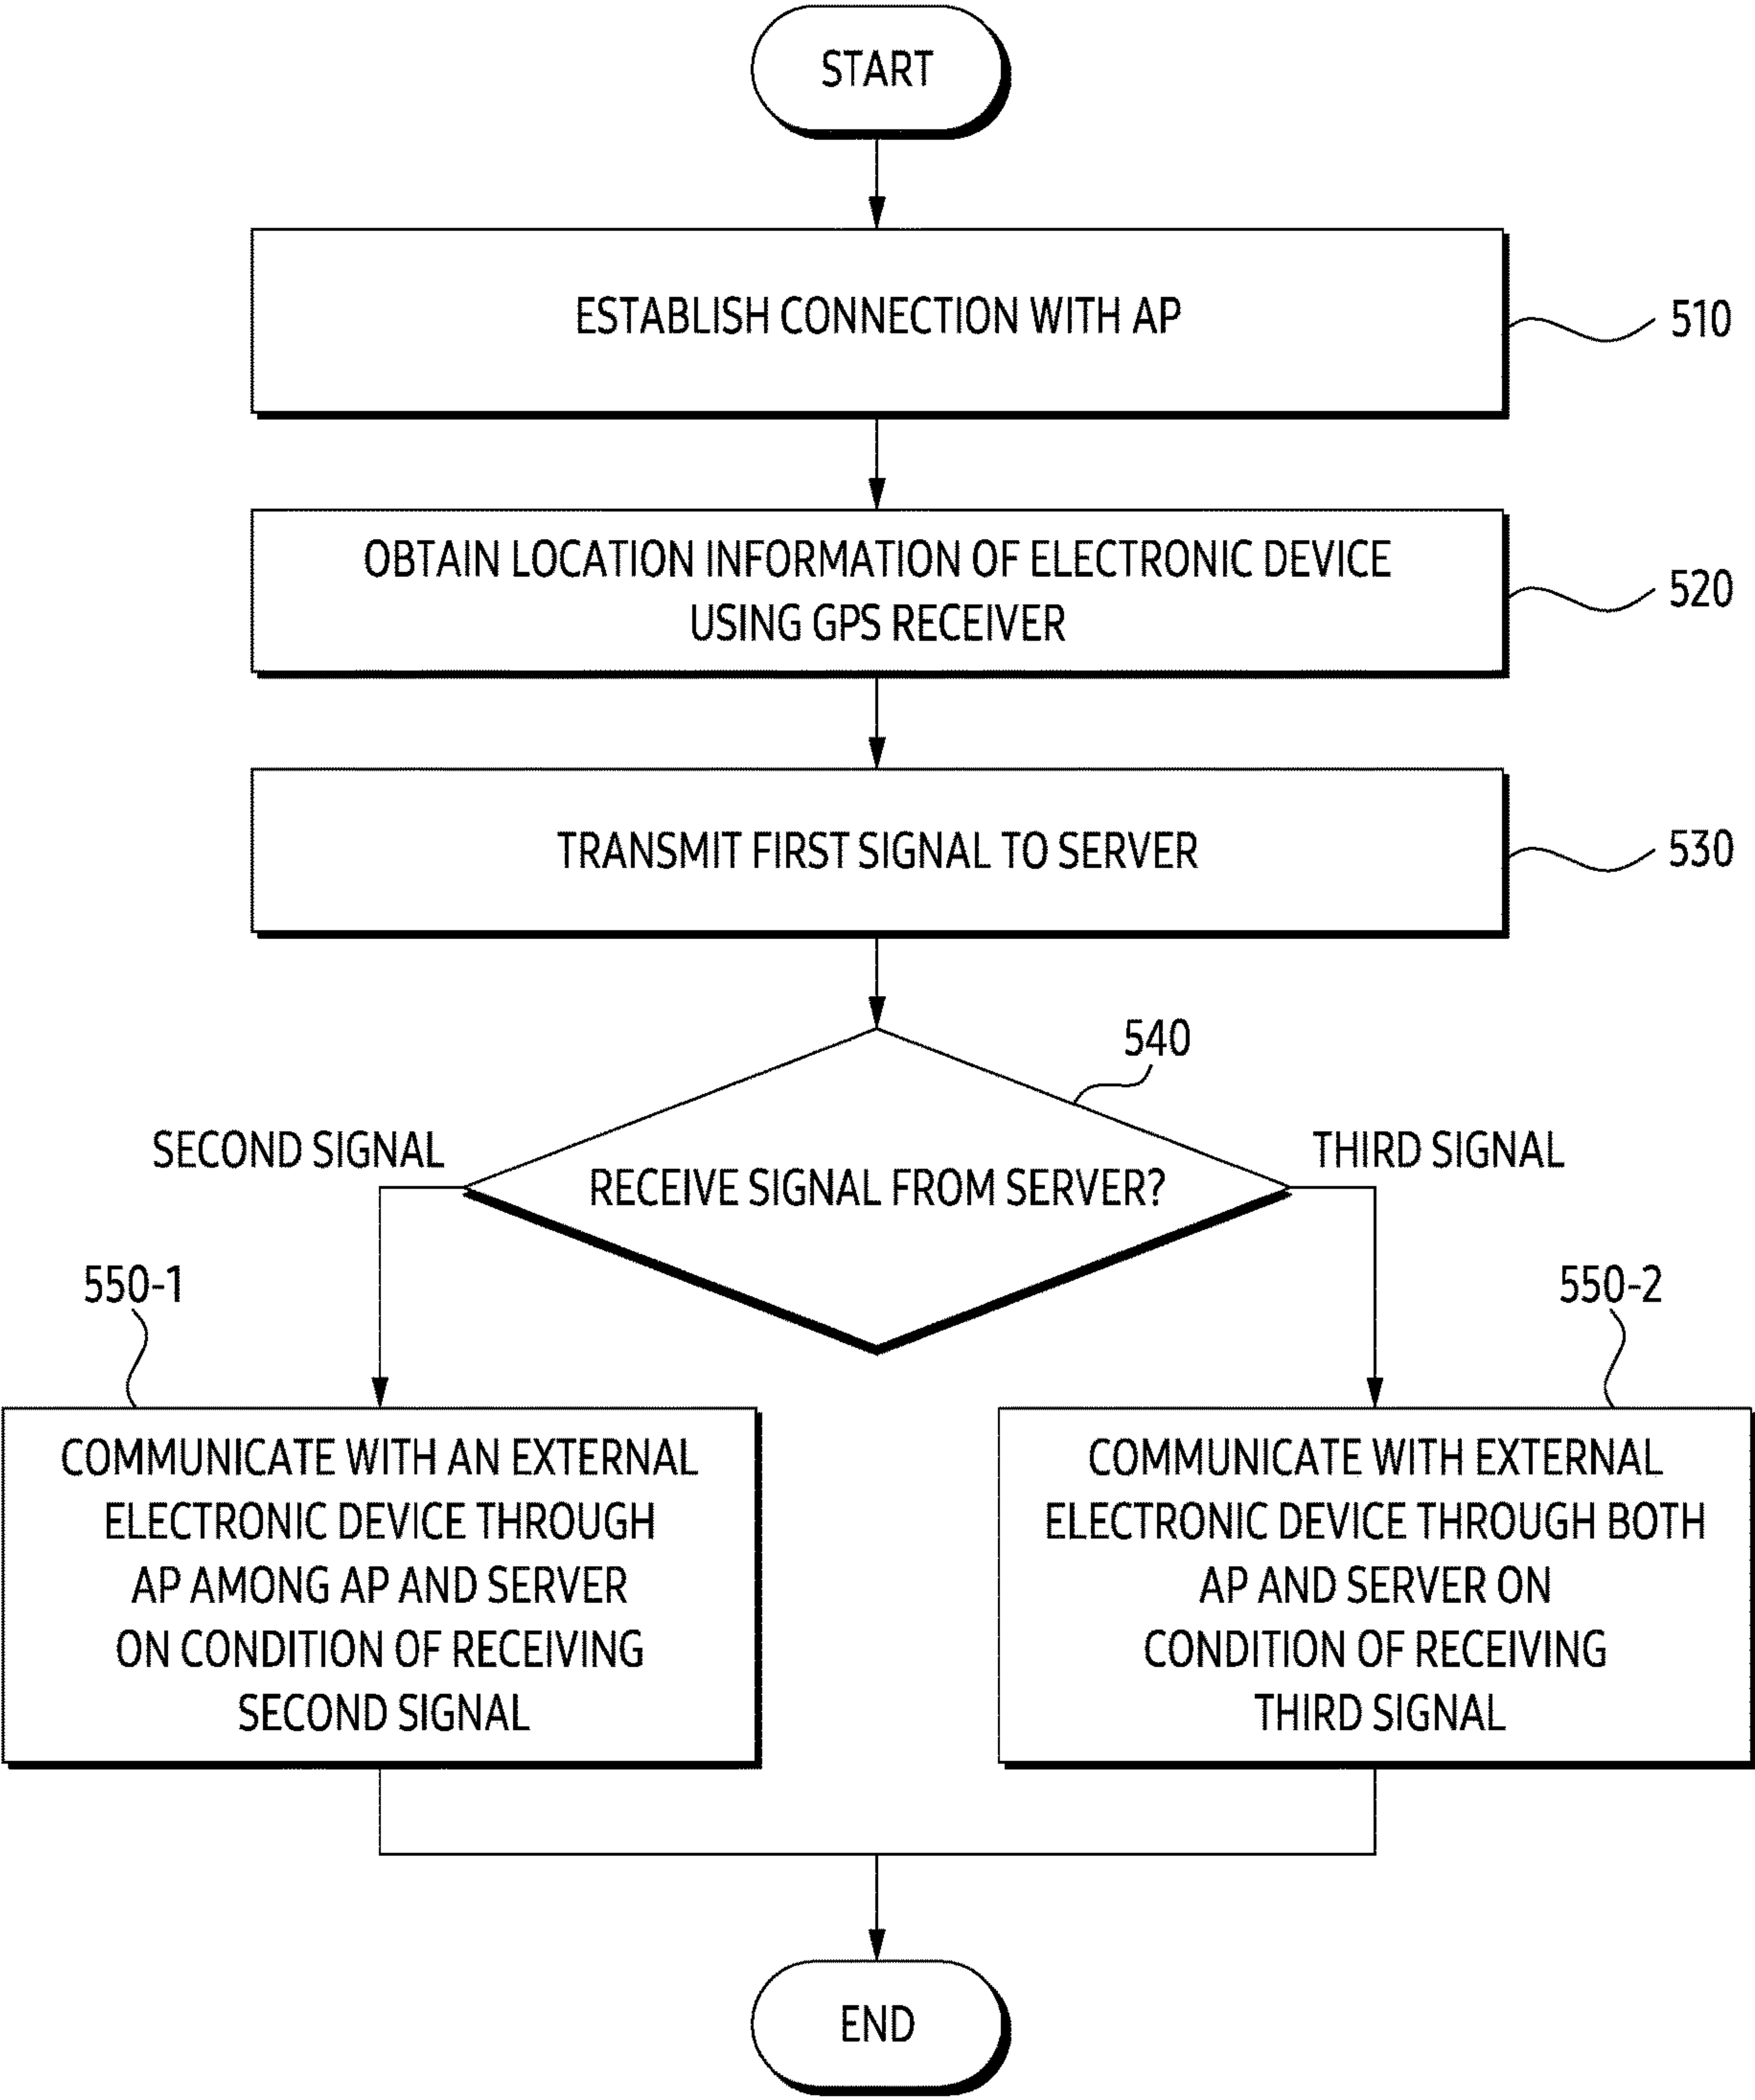 START
ESTABLISH CONNECTION WITH AP
510
OBTAIN LOCATION INFORMATION OF ELECTRONIC DEVICE
USING GPS RECEIVER
520
TRANSMIT FIRST SIGNAL TO SERVER
530
540
SECOND SIGNAL
RECEIVE SIGNAL FROM SERVER?
THIRD SIGNAL
550-1
COMMUNICATE WITH AN EXTERNAL
ELECTRONIC DEVICE THROUGH
AP AMONG AP AND SERVER
ON CONDITION OF RECEIVING
SECOND SIGNAL
550-2
COMMUNICATE WITH EXTERNAL
ELECTRONIC DEVICE THROUGH BOTH
AP AND SERVER ON
CONDITION OF RECEIVING
THIRD SIGNAL
END